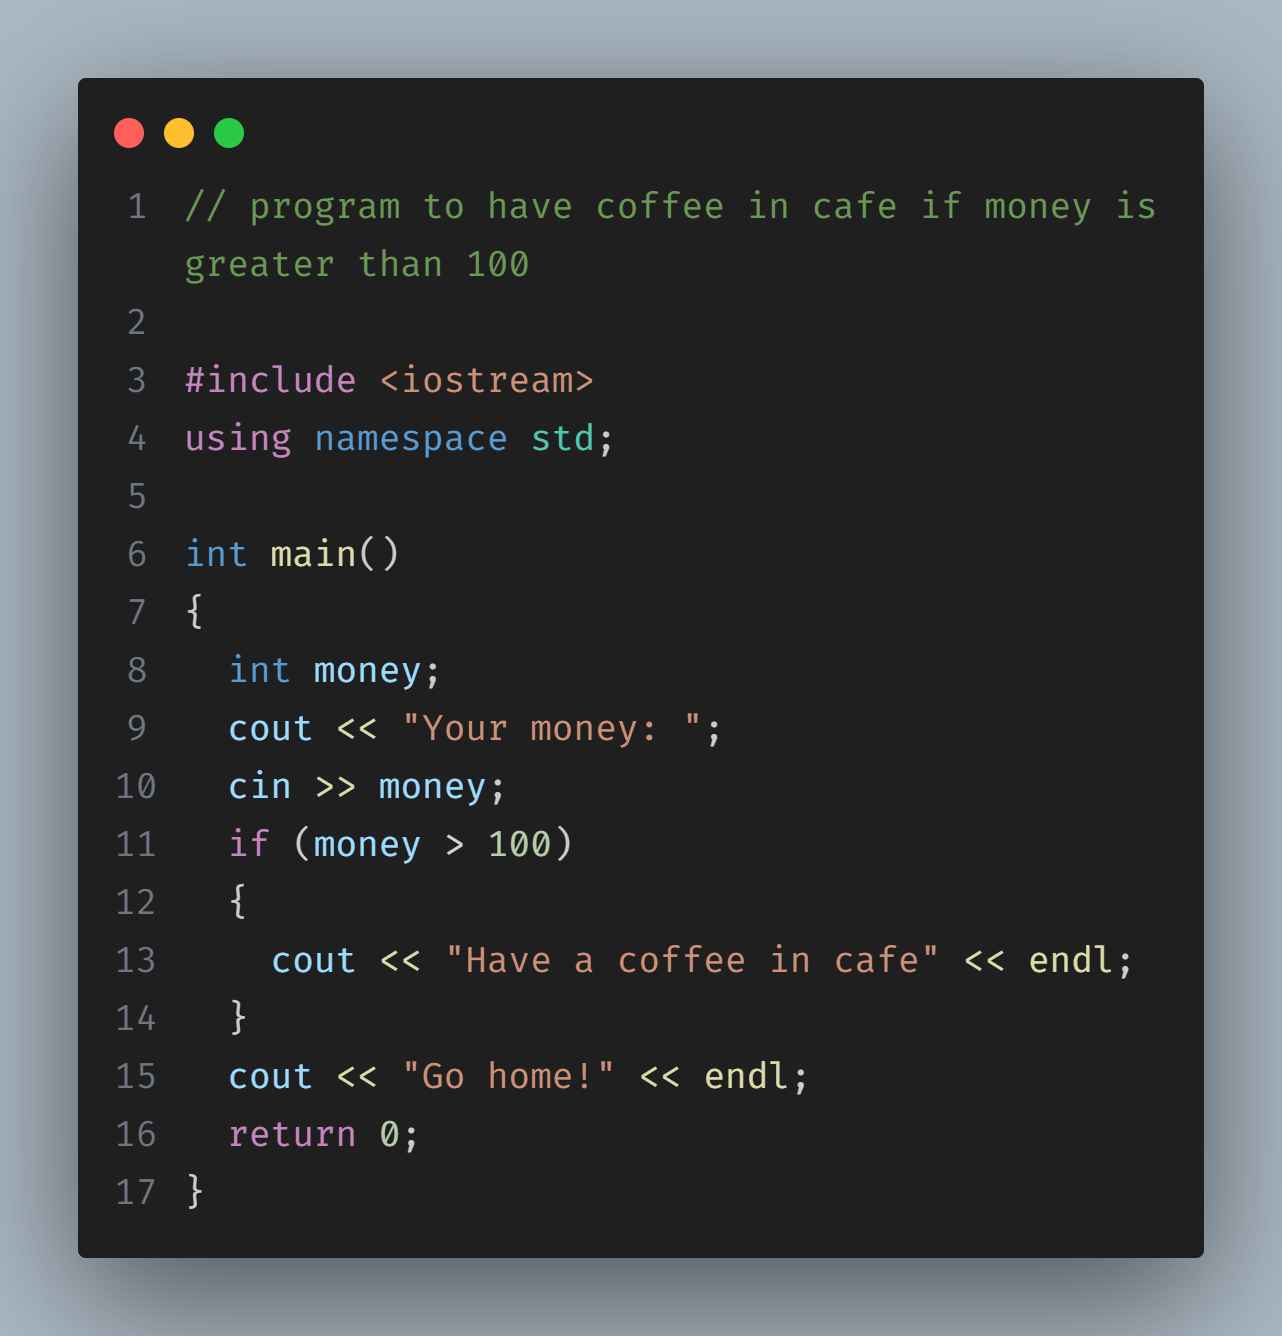 1 // program to have coffee in cafe if money is
greater than 100
2
3 #include <iostream>
4 using namespace std;
5
6 int main()
7 {
8   int money;
9   cout << "Your money: ";
10   cin >> money;
11   if (money > 100)
12   {
13     cout << "Have a coffee in cafe" << endl;
14   }
15   cout << "Go home!" << endl;
16   return 0;
17 }